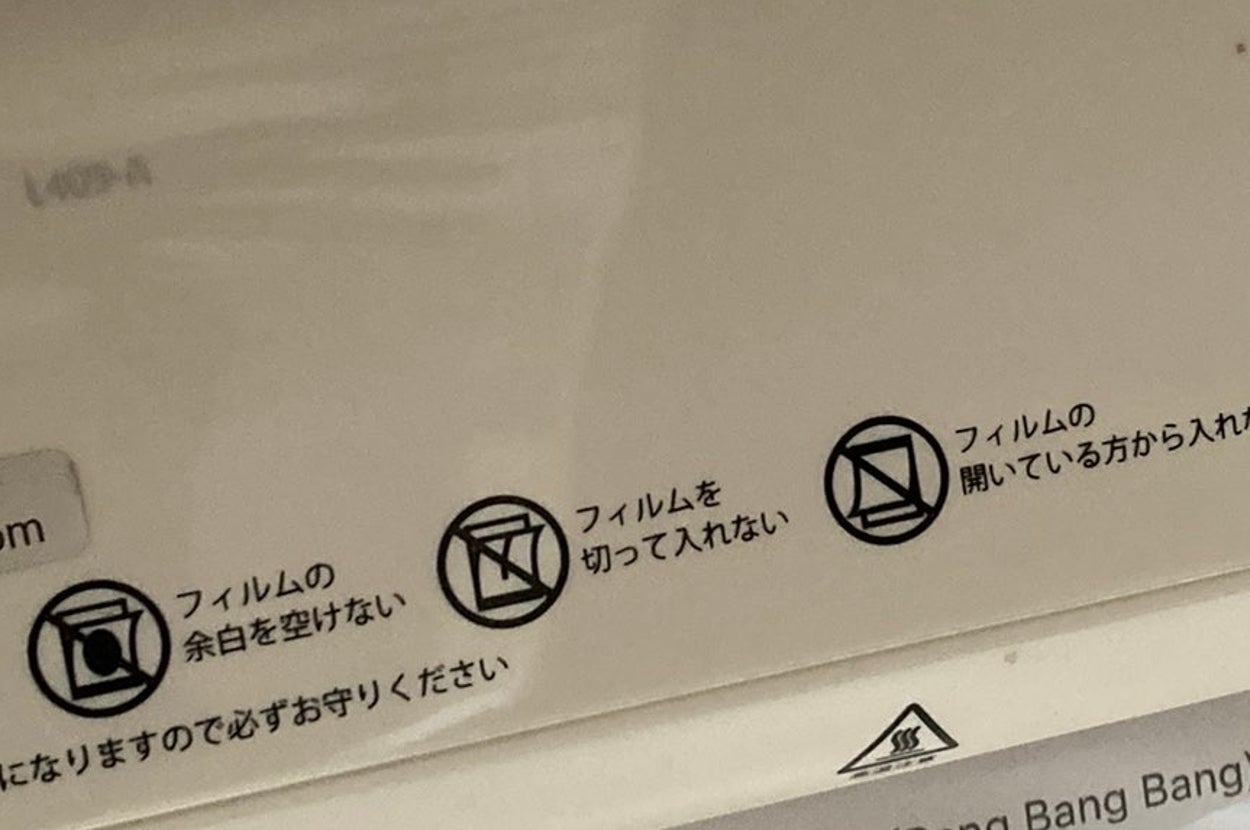 L409-A
om
フィルムの
余白を空けない
フィルムを
切って入れない
フィルムの
開いている方から入れ
になりますので必ずお守りください
Bang Bang)